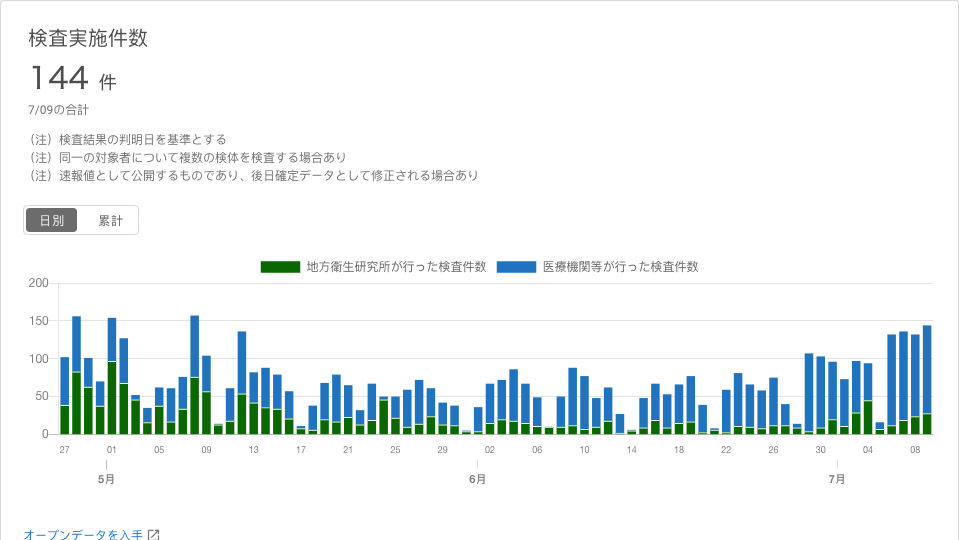 検査実施件数
144 件
7/09の合計
（注）検査結果の判明日を基準とする
（注）同一の対象者について複数の検体を検査する場合あり
（注）速報値として公開するものであり、後日確定データとして修正される場合あり
日別 累計
地方衛生研究所が行った検査件数 医療機関等が行った検査件数
200
150
100
50
0
27 01 05 09 13 17 21 25 29 02 06 10 14 18 22 26 30 04 08
5月 6月 7月
オープンデータを入手